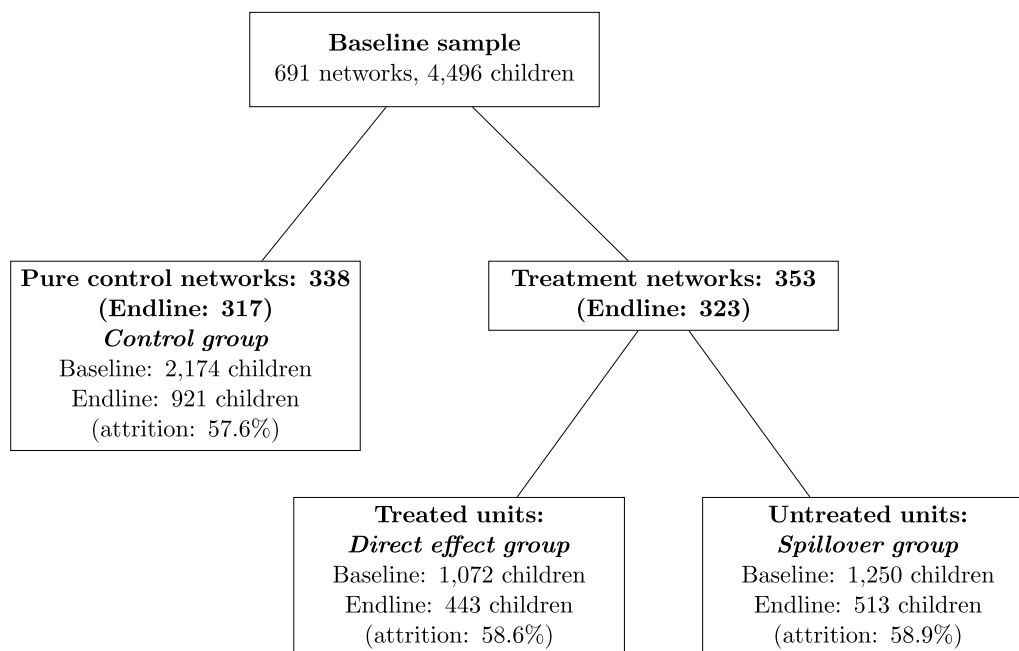 Baseline sample
691 networks, 4,496 children
Pure control networks: 338
(Endline: 317)
Control group
Baseline: 2,174 children
Endline: 921 children
(attrition: 57.6%)
Treatment networks: 353
(Endline: 323)
Treated units:
Direct effect group
Baseline: 1,072 children
Endline: 443 children
(attrition: 58.6%)
Untreated units:
Spillover group
Baseline: 1,250 children
Endline: 513 children
(attrition: 58.9%)